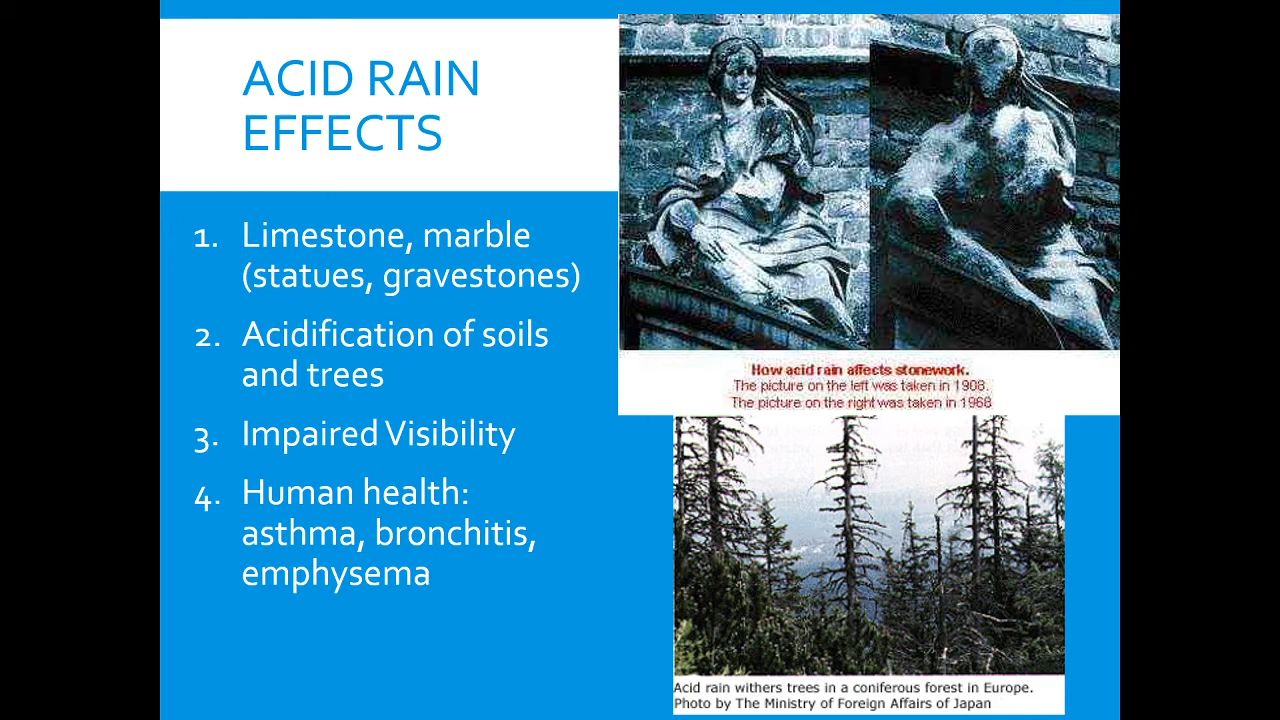 ACID RAIN
EFFECTS
1. Limestone, marble
(statues, gravestones)
2. Acidification of soils
and trees
3. Impaired Visibility
4. Human health:
asthma, bronchitis,
emphysema
How acid rain affects stonework.
The picture on the left was taken in 1908.
The picture on the right was taken in 1968
Acid rain withers trees in a coniferous forest in Europe.
Photo by The Ministry of Foreign Affairs of Japan